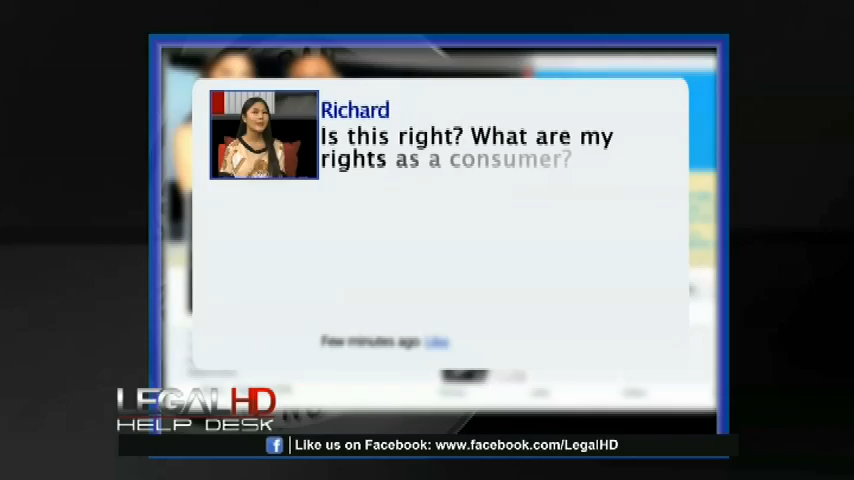 Richard
Is this right? What are my
rights as a consumer?
Few minutes ago Like
LEGALHD
HELP DESK
Like us on Facebook: www.facebook.com/LegalHD